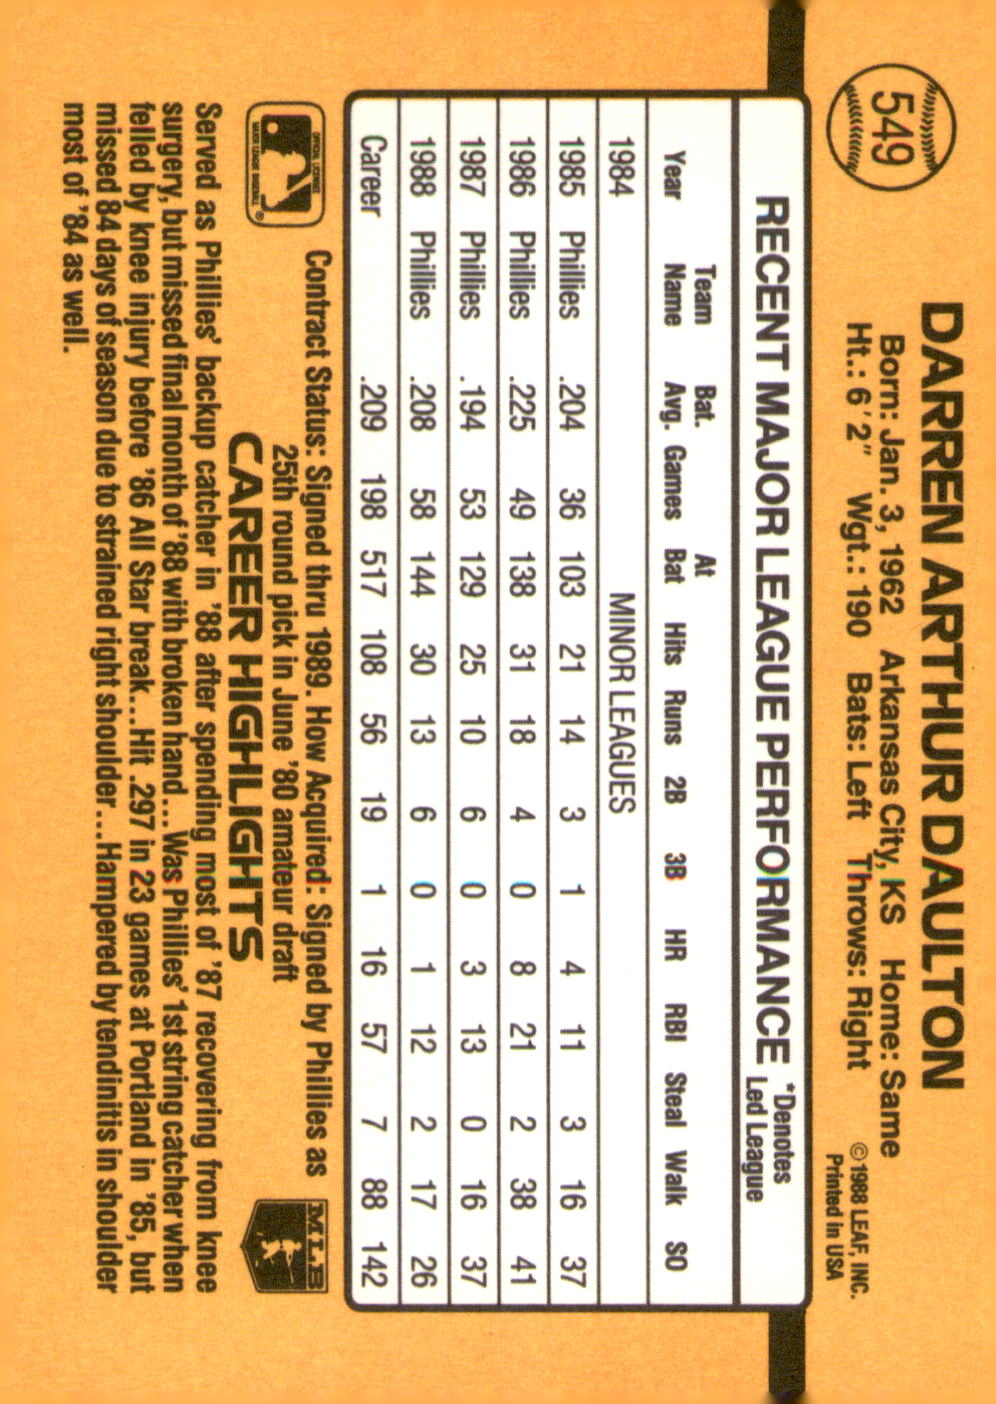 549
DARREN ARTHUR DAULTON
Born: Jan. 3, 1962 Arkansas City, KS Home: Same
Ht.: 6'2" Wgt.: 190 Bats: Left Throws: Right
©1988 LEAF, INC.
Printed in USA
RECENT MAJOR LEAGUE PERFORMANCE *Denotes Led League
Year Team Name Bat. Avg. Games At Bat Hits Runs 2B 3B HR RBI Steal Walk SO
1984 MINOR LEAGUES
1985 Phillies .204 36 103 21 14 3 1 4 11 3 16 37
1986 Phillies .225 49 138 31 18 4 0 8 21 2 38 41
1987 Phillies .194 53 129 25 10 6 0 3 13 0 16 37
1988 Phillies .208 58 144 30 13 6 0 1 12 2 17 26
Career .209 198 517 108 56 19 1 16 57 7 88 142
OFFICIAL LICENSEE
MAJOR LEAGUE BASEBALL
®
Contract Status: Signed thru 1989. How Acquired: Signed by Phillies as
25th round pick in June '80 amateur draft
MLB
CAREER HIGHLIGHTS
Served as Phillies' backup catcher in '88 after spending most of '87 recovering from knee
surgery, but missed final month of '88 with broken hand...Was Phillies' 1st string catcher when
felled by knee injury before '86 All Star break...Hit .297 in 23 games at Portland in '85, but
missed 84 days of season due to strained right shoulder...Hampered by tendinitis in shoulder
most of '84 as well.